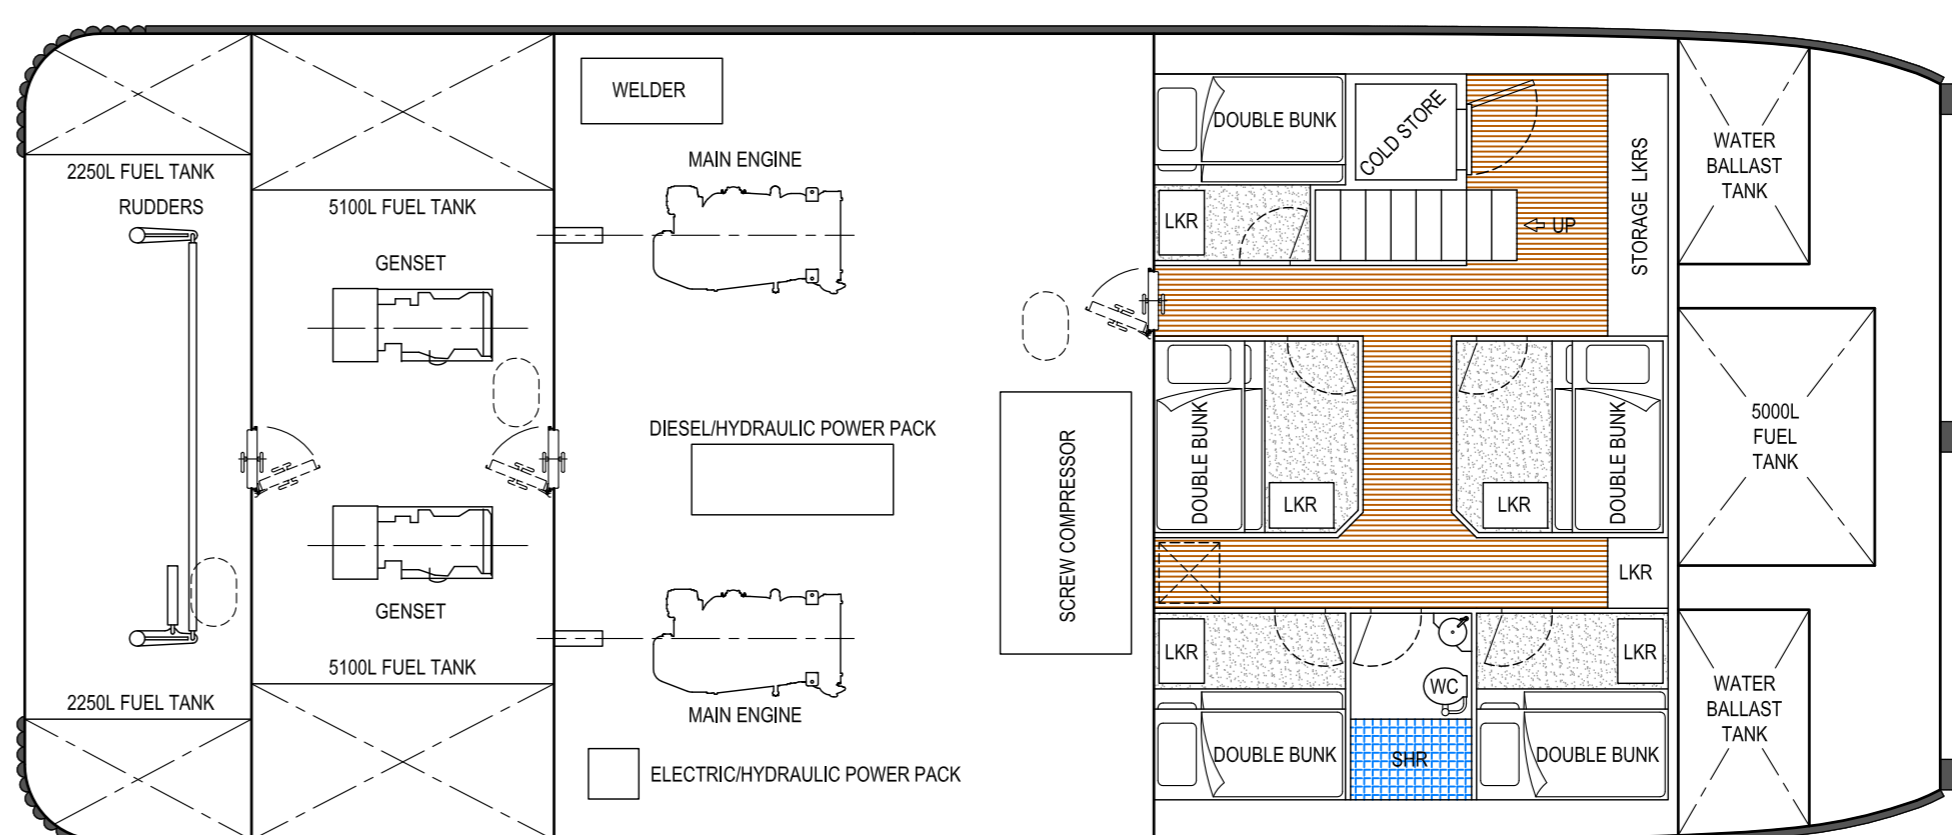 2250L FUEL TANK
RUDDERS
2250L FUEL TANK
5100L FUEL TANK
GENSET
GENSET
5100L FUEL TANK
WELDER
MAIN ENGINE
DIESEL/HYDRAULIC POWER PACK
MAIN ENGINE
ELECTRIC/HYDRAULIC POWER PACK
SCREW COMPRESSOR
DOUBLE BUNK
COLD STORE
LKR
UP
STORAGE LKRS
DOUBLE BUNK
LKR
LKR
DOUBLE BUNK
LKR
LKR
WC
LKR
DOUBLE BUNK
SHR
DOUBLE BUNK
WATER
BALLAST
TANK
5000L
FUEL
TANK
WATER
BALLAST
TANK